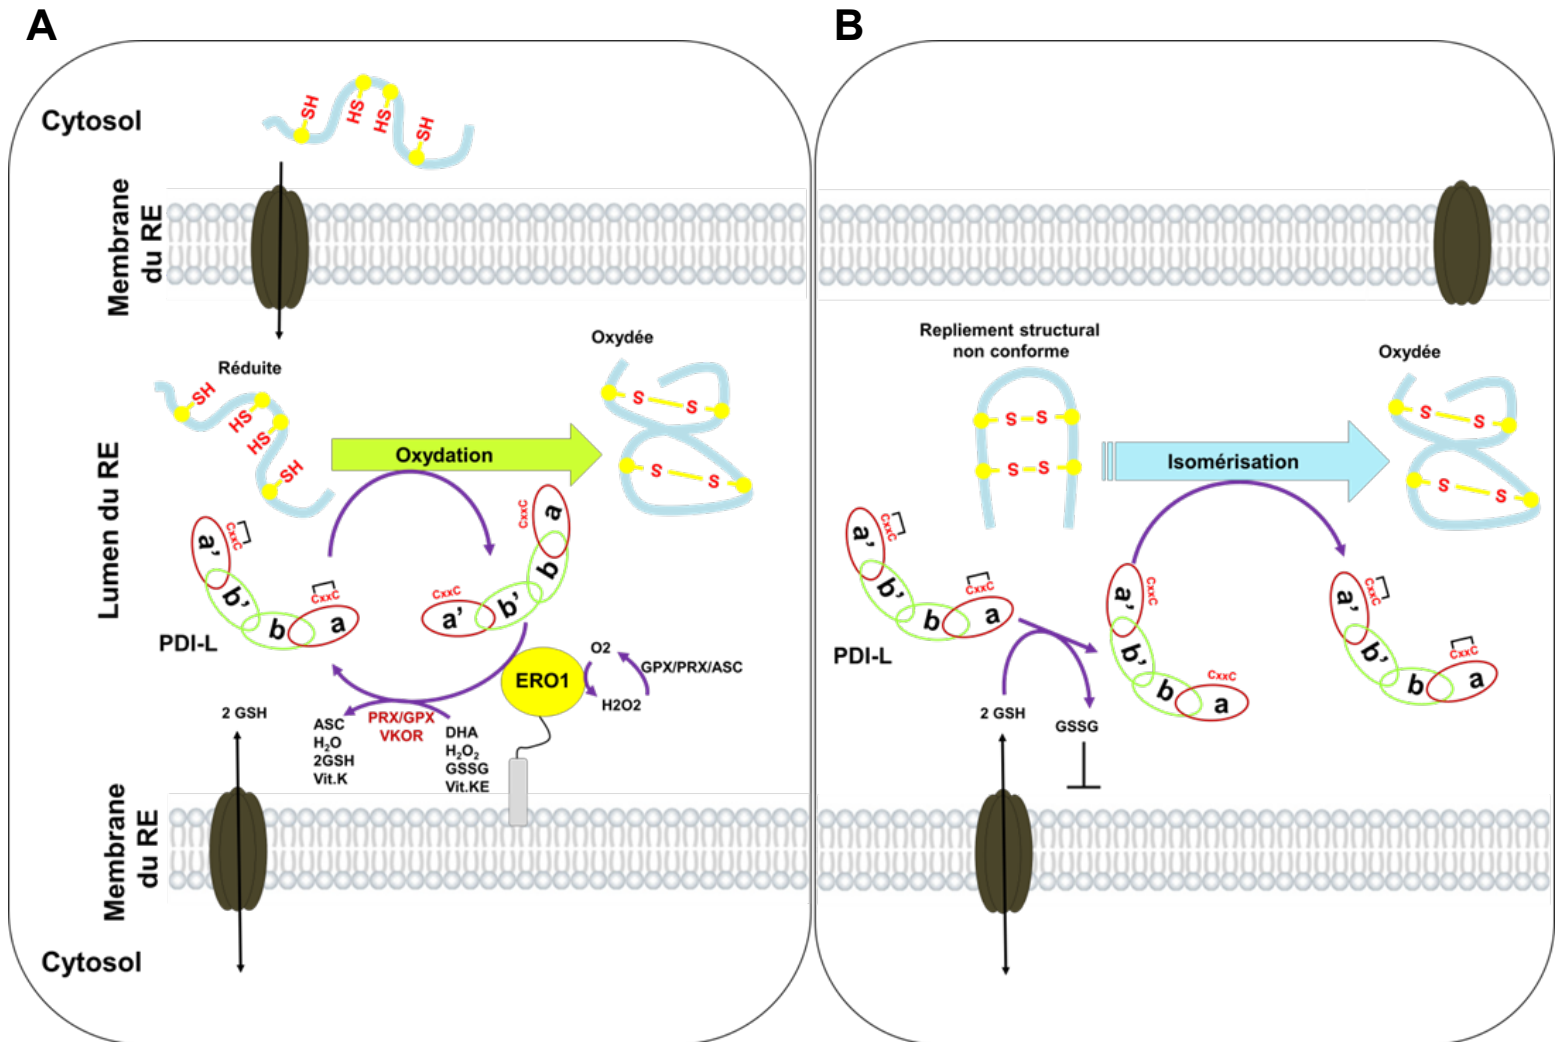 A
Cytosol
SH
HS
HS
SH
Membrane
du RE
Réduite
SH
HS
HS
SH
Oxydation
Oxydée
S
S
S
S
Lumen du RE
a’
CxxC
b’
b
CxxC
a
PDI-L
CxxC
a
b
b’
CxxC
a’
ERO1
O2
GPX/PRX/ASC
H2O2
PRX/GPX
VKOR
ASC
H₂O
2GSH
Vit.K
DHA
H₂O₂
GSSG
Vit.KE
2 GSH
Membrane
du RE
Cytosol
B
Repliement structural
non conforme
S S
S S
Isomérisation
Oxydée
S
S
S
S
a’
CxxC
b’
b
CxxC
a
PDI-L
a’
CxxC
b’
b
CxxC
a
a’
CxxC
b’
b
CxxC
a
2 GSH
GSSG